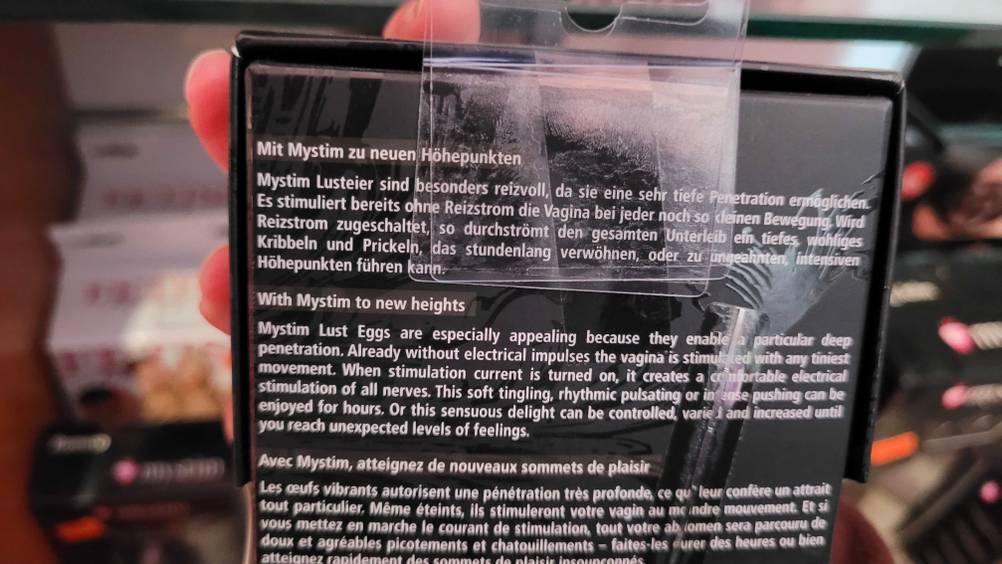 Mit Mystim zu neuen Höhepunkten
Mystim Lusteier sind besonders reizvoll, da sie eine sehr tiefe Penetration ermöglichen.
Es stimuliert bereits ohne Reizstrom die Vagina bei jeder noch so kleinen Bewegung. Wird
Reizstrom zugeschaltet, so durchströmt den gesamten Unterleib ein tiefes, wohliges
Kribbeln und Prickeln, das stundenlang verwöhnen, oder zu ungeahnten, intensiven
Höhepunkten führen kann.
With Mystim to new heights
Mystim Lust Eggs are especially appealing because they enable a particular deep
penetration. Already without electrical impulses the vagina is stimulated with any tiniest
movement. When stimulation current is turned on, it creates a comfortable electrical
stimulation of all nerves. This soft tingling, rhythmic pulsating or intense pushing can be
enjoyed for hours. Or this sensuous delight can be controlled, varied and increased until
you reach unexpected levels of feelings.
Avec Mystim, atteignez de nouveaux sommets de plaisir
Les œufs vibrants autorisent une pénétration très profonde, ce qu' leur confère un attrait
tout particulier. Même éteints, ils stimuleront votre vagin au moindre mouvement. Et si
vous mettez en marche le courant de stimulation, tout votre abdomen sera parcouru de
doux et agréables picotements et chatouillements – faites-les durer des heures ou bien
atteignez rapidement des sommets de plaisir insoupçonnés.
mystim